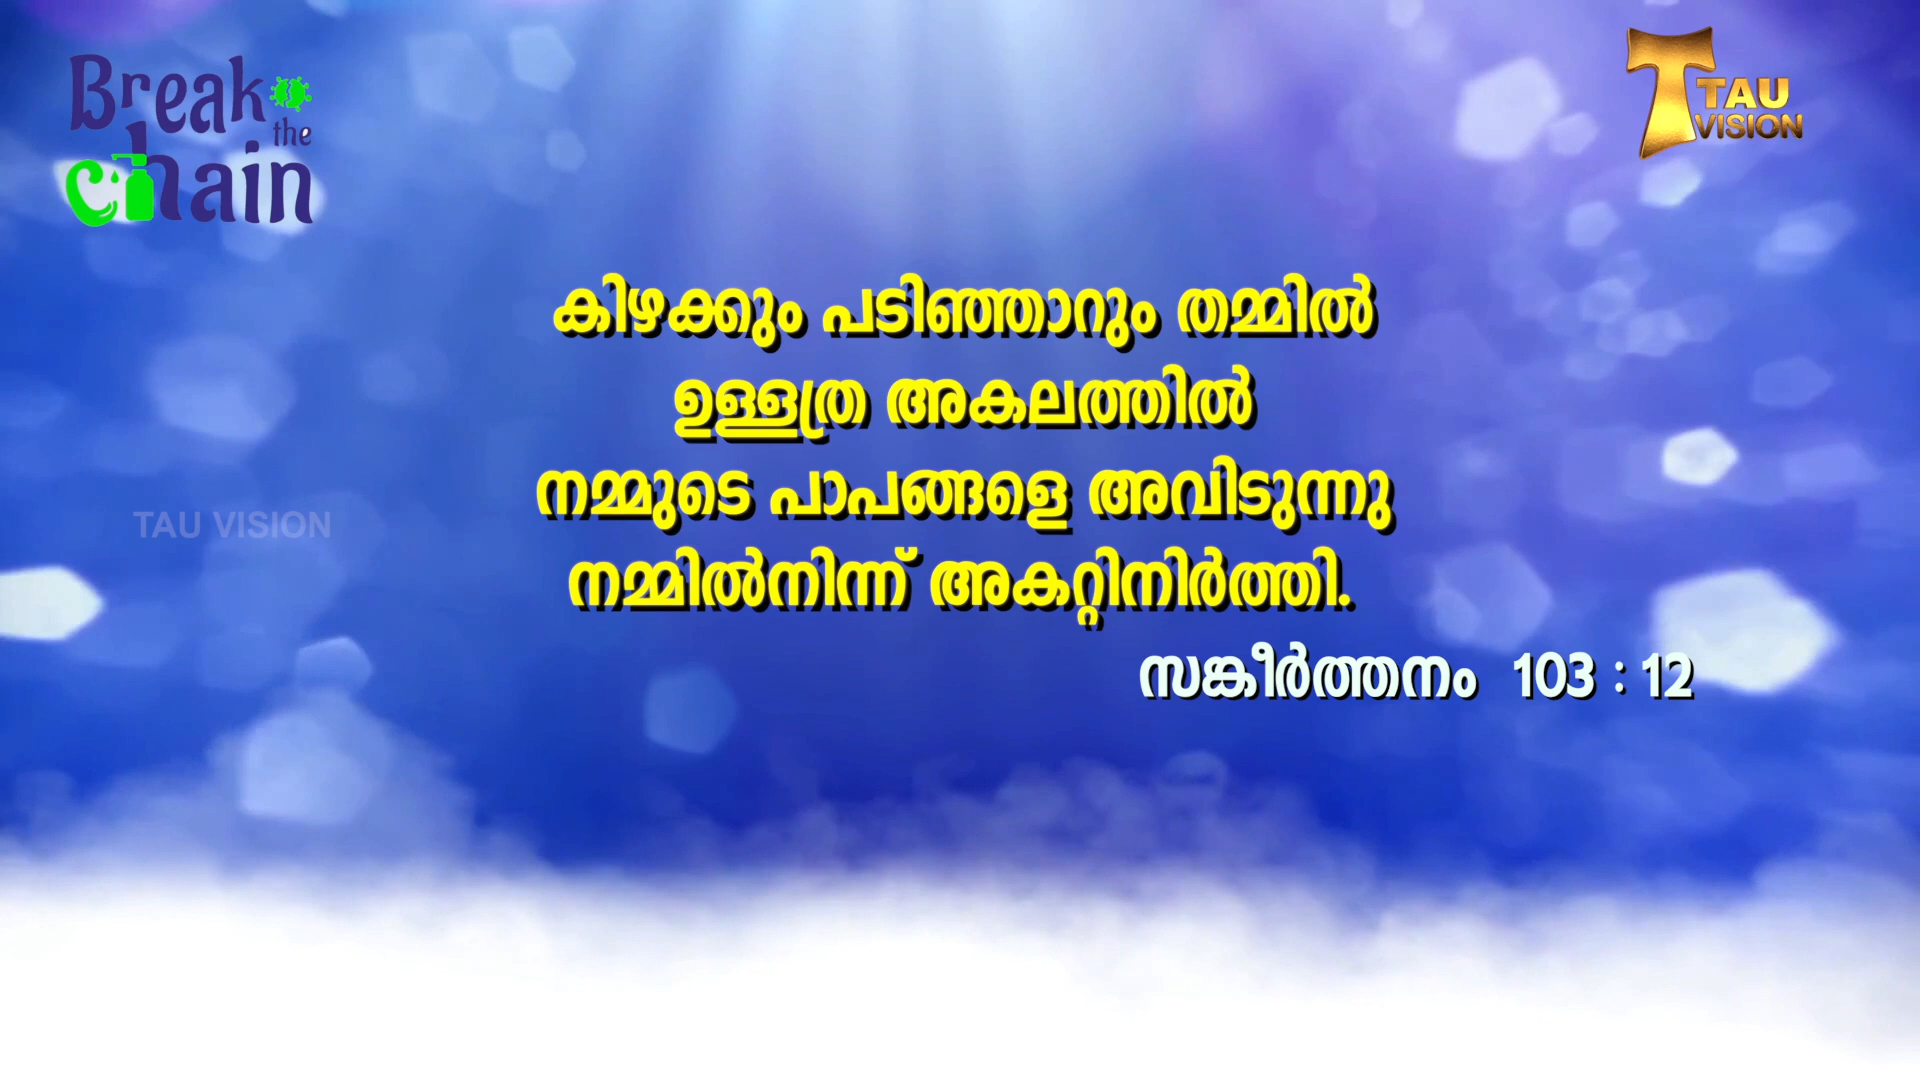 Break
the
chain
TAU
VISION
കിഴക്കും പടിഞ്ഞാറും തമ്മിൽ
ഉള്ളത്ര അകലത്തിൽ
നമ്മുടെ പാപങ്ങളെ അവിടുന്നു
TAU VISION
നമ്മിൽനിന്ന് അകറ്റിനിർത്തി.
സങ്കീർത്തനം 103 : 12